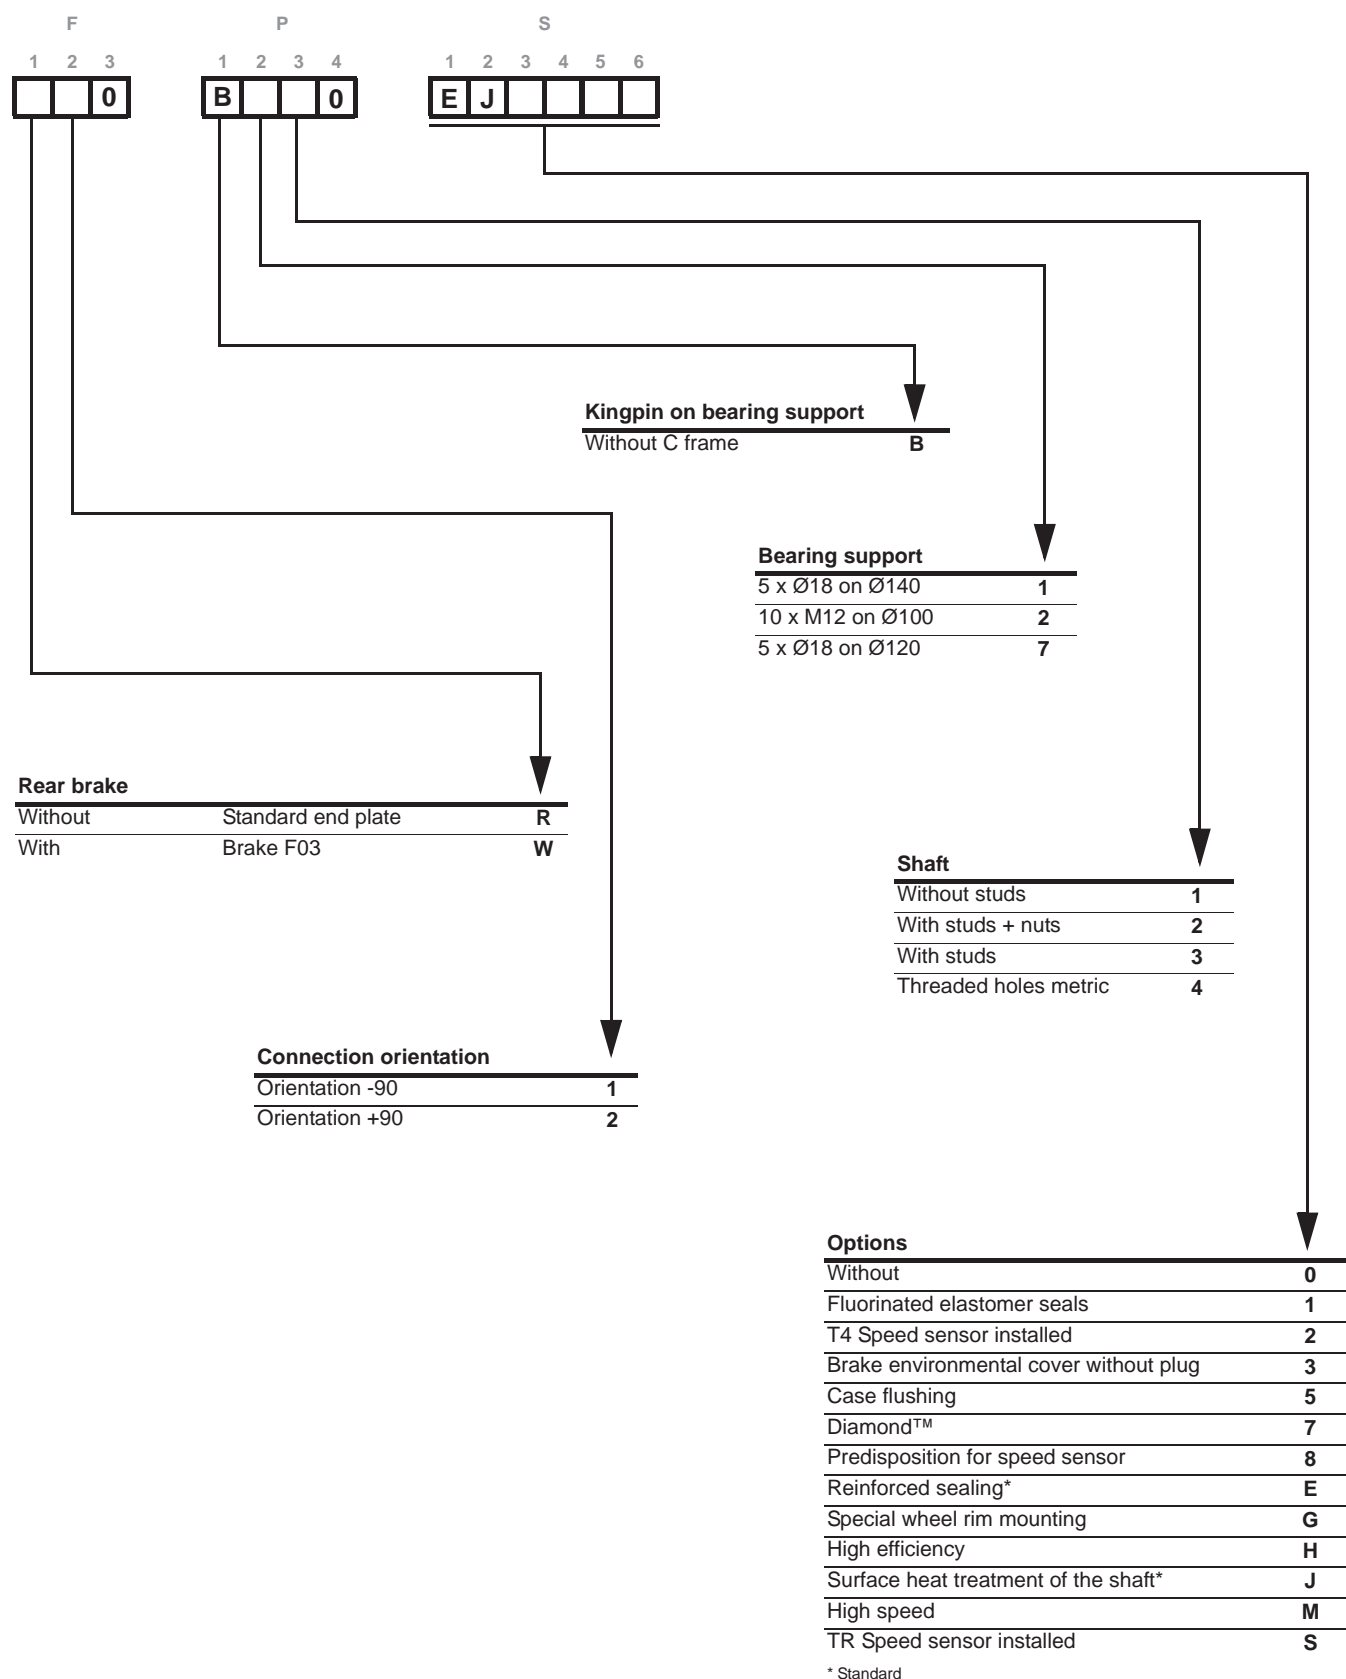 F P S
1 2 3 1 2 3 4 1 2 3 4 5 6
0 B 0 E J
Kingpin on bearing support
Without C frame B
Bearing support
5 x Ø18 on Ø140 1
10 x M12 on Ø100 2
5 x Ø18 on Ø120 7
Rear brake
Without Standard end plate R
With Brake F03 W
Shaft
Without studs 1
With studs + nuts 2
With studs 3
Threaded holes metric 4
Connection orientation
Orientation -90 1
Orientation +90 2
Options
Without 0
Fluorinated elastomer seals 1
T4 Speed sensor installed 2
Brake environmental cover without plug 3
Case flushing 5
Diamond™ 7
Predisposition for speed sensor 8
Reinforced sealing* E
Special wheel rim mounting G
High efficiency H
Surface heat treatment of the shaft* J
High speed M
TR Speed sensor installed S
* Standard